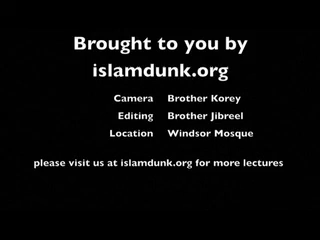 Brought to you by
islamdunk.org
Camera Brother Korey
Editing Brother Jibreel
Location Windsor Mosque
please visit us at islamdunk.org for more lectures